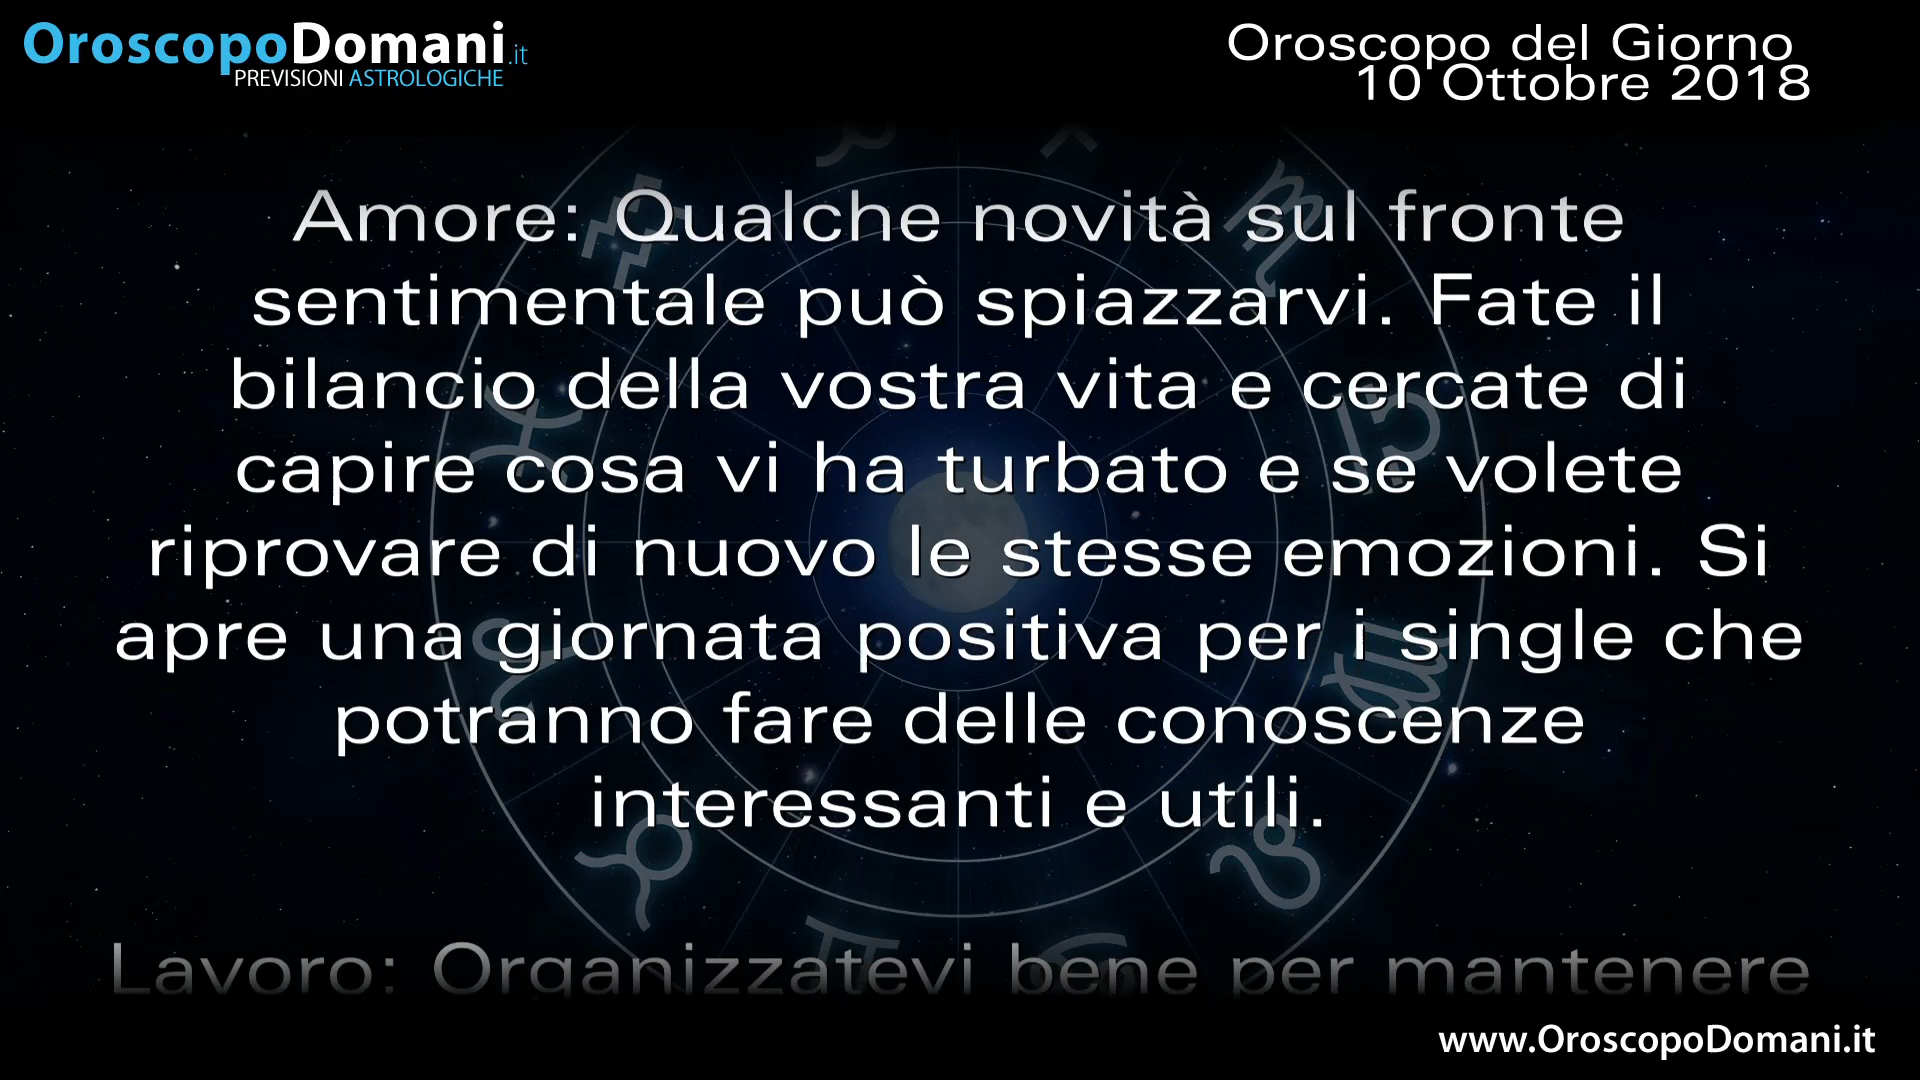 OroscopoDomani.it
PREVISIONI ASTROLOGICHE
Oroscopo del Giorno
10 Ottobre 2018
Amore: Qualche novità sul fronte
sentimentale può spiazzarvi. Fate il
bilancio della vostra vita e cercate di
capire cosa vi ha turbato e se volete
riprovare di nuovo le stesse emozioni. Si
apre una giornata positiva per i single che
potranno fare delle conoscenze
interessanti e utili.
Lavoro: Organizzatevi bene per mantenere
www.OroscopoDomani.it